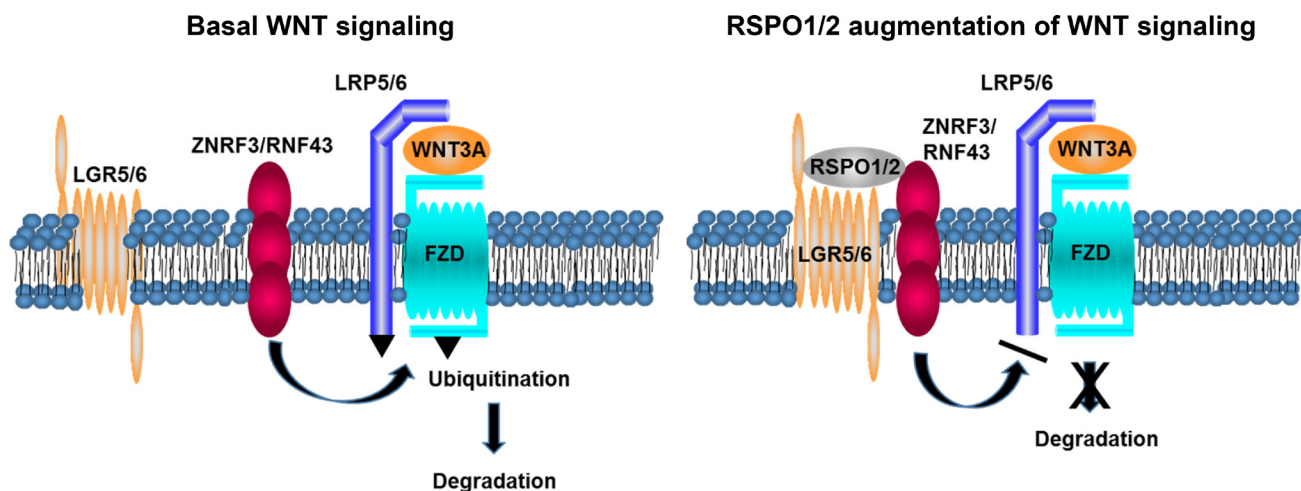 Basal WNT signaling
LRP5/6
ZNRF3/RNF43
WNT3A
LGR5/6
FZD
Ubiquitination
Degradation
RSPO1/2 augmentation of WNT signaling
LRP5/6
ZNRF3/
RNF43
WNT3A
RSPO1/2
LGR5/6
FZD
Degradation